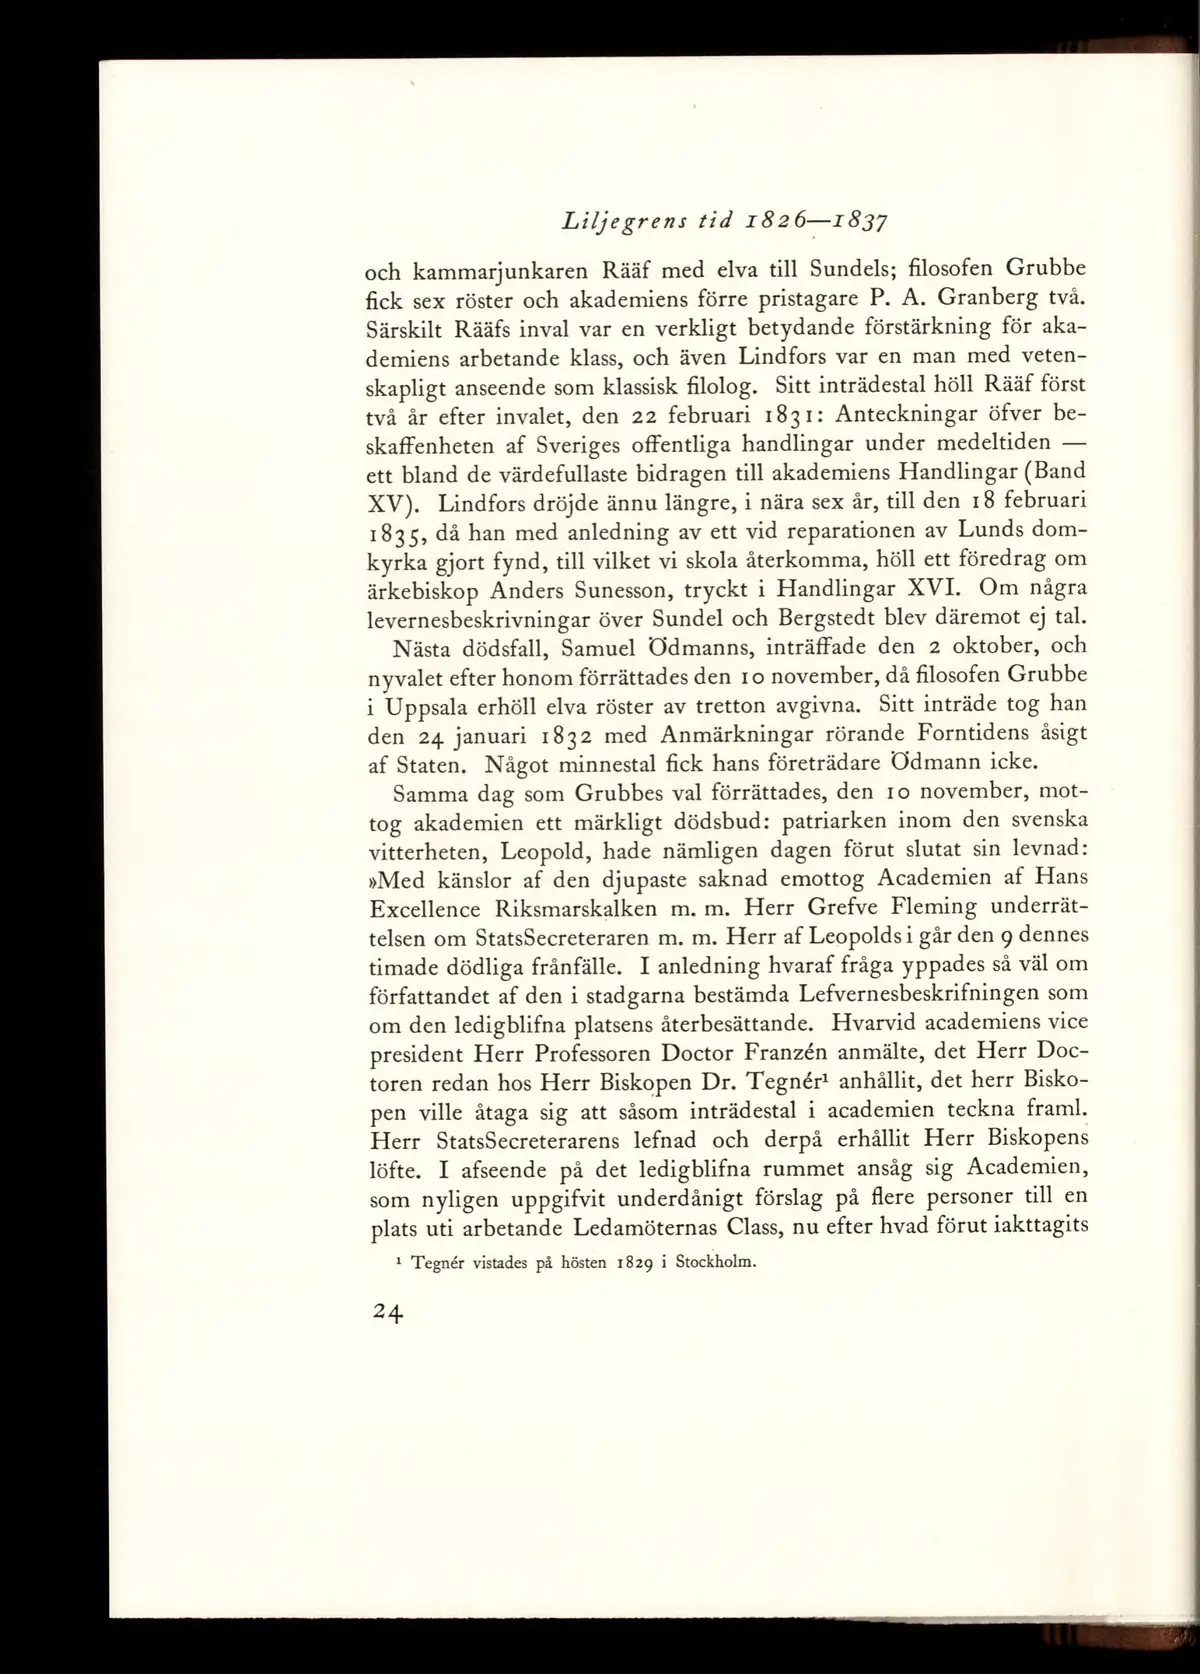 Liljegrens tid 1826—1837
och kammarjunkaren Rääf med elva till Sundels; filosofen Grubbe
fick sex röster och akademiens förre pristagare P. A. Granberg två.
Särskilt Rääfs inval var en verkligt betydande förstärkning för aka-
demiens arbetande klass, och även Lindfors var en man med veten-
skapligt anseende som klassisk filolog. Sitt inträdestal höll Rääf först
två år efter invalet, den 22 februari 1831: Anteckningar öfver be-
skaffenheten af Sveriges offentliga handlingar under medeltiden —
ett bland de värdefullaste bidragen till akademiens Handlingar (Band
XV). Lindfors dröjde ännu längre, i nära sex år, till den 18 februari
1835, då han med anledning av ett vid reparationen av Lunds dom-
kyrka gjort fynd, till vilket vi skola återkomma, höll ett föredrag om
ärkebiskop Anders Sunesson, tryckt i Handlingar XVI. Om några
levernesbeskrivningar över Sundel och Bergstedt blev däremot ej tal.
Nästa dödsfall, Samuel Ödmanns, inträffade den 2 oktober, och
nyvalet efter honom förrättades den 10 november, då filosofen Grubbe
i Uppsala erhöll elva röster av tretton avgivna. Sitt inträde tog han
den 24 januari 1832 med Anmärkningar rörande Forntidens åsigt
af Staten. Något minnestal fick hans företrädare Ödmann icke.
Samma dag som Grubbes val förrättades, den 10 november, mot-
tog akademien ett märkligt dödsbud: patriarken inom den svenska
vitterheten, Leopold, hade nämligen dagen förut slutat sin levnad:
»Med känslor af den djupaste saknad emottog Academien af Hans
Excellence Riksmarskalken m. m. Herr Grefve Fleming underrät-
telsen om StatsSecreteraren m. m. Herr af Leopolds i går den 9 dennes
timade dödliga frånfälle. I anledning hvaraf fråga yppades så väl om
författandet af den i stadgarna bestämda Lefvernesbeskrifningen som
om den ledigblifna platsens återbesättande. Hvarvid academiens vice
president Herr Professoren Doctor Franzén anmälte, det Herr Doc-
toren redan hos Herr Biskopen Dr. Tegnér¹ anhållit, det herr Bisko-
pen ville åtaga sig att såsom inträdestal i academien teckna framl.
Herr StatsSecreterarens lefnad och derpå erhållit Herr Biskopens
löfte. I afseende på det ledigblifna rummet ansåg sig Academien,
som nyligen uppgifvit underdånigt förslag på flere personer till en
plats uti arbetande Ledamöternas Class, nu efter hvad förut iakttagits
¹ Tegnér vistades på hösten 1829 i Stockholm.
24